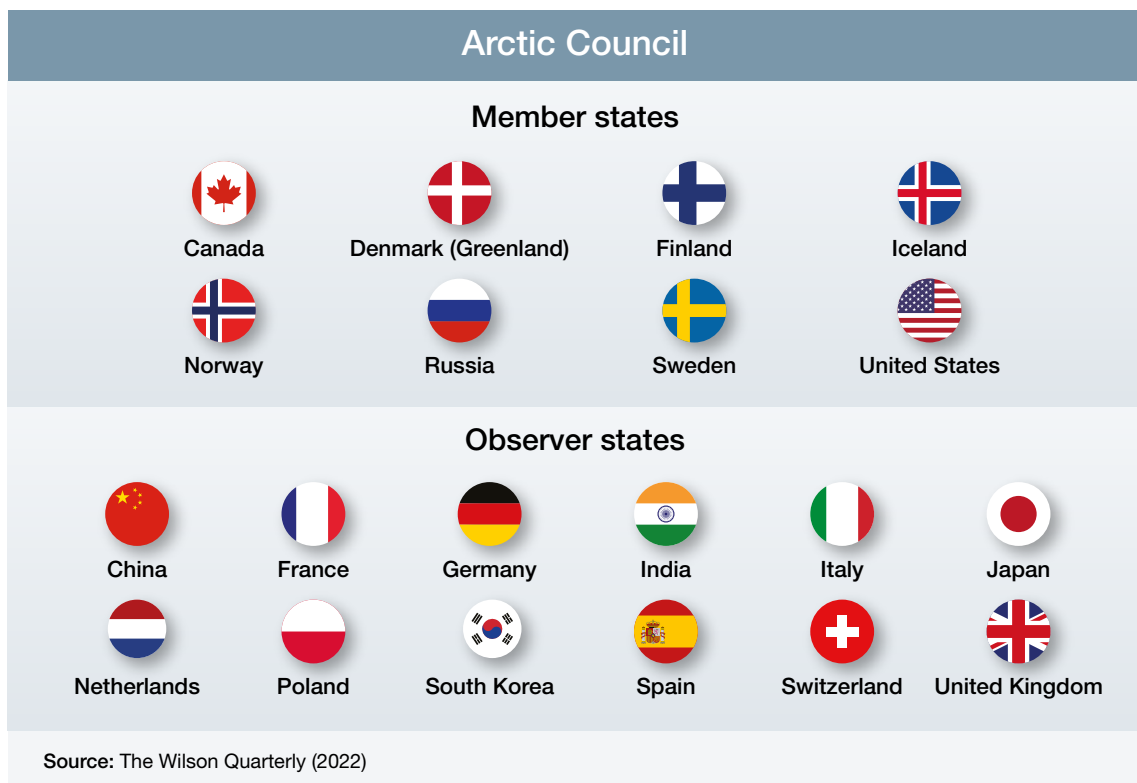 Arctic Council
Member states
Canada Denmark (Greenland) Finland Iceland
Norway Russia Sweden United States
Observer states
China France Germany India Italy Japan
Netherlands Poland South Korea Spain Switzerland United Kingdom
Source: The Wilson Quarterly (2022)